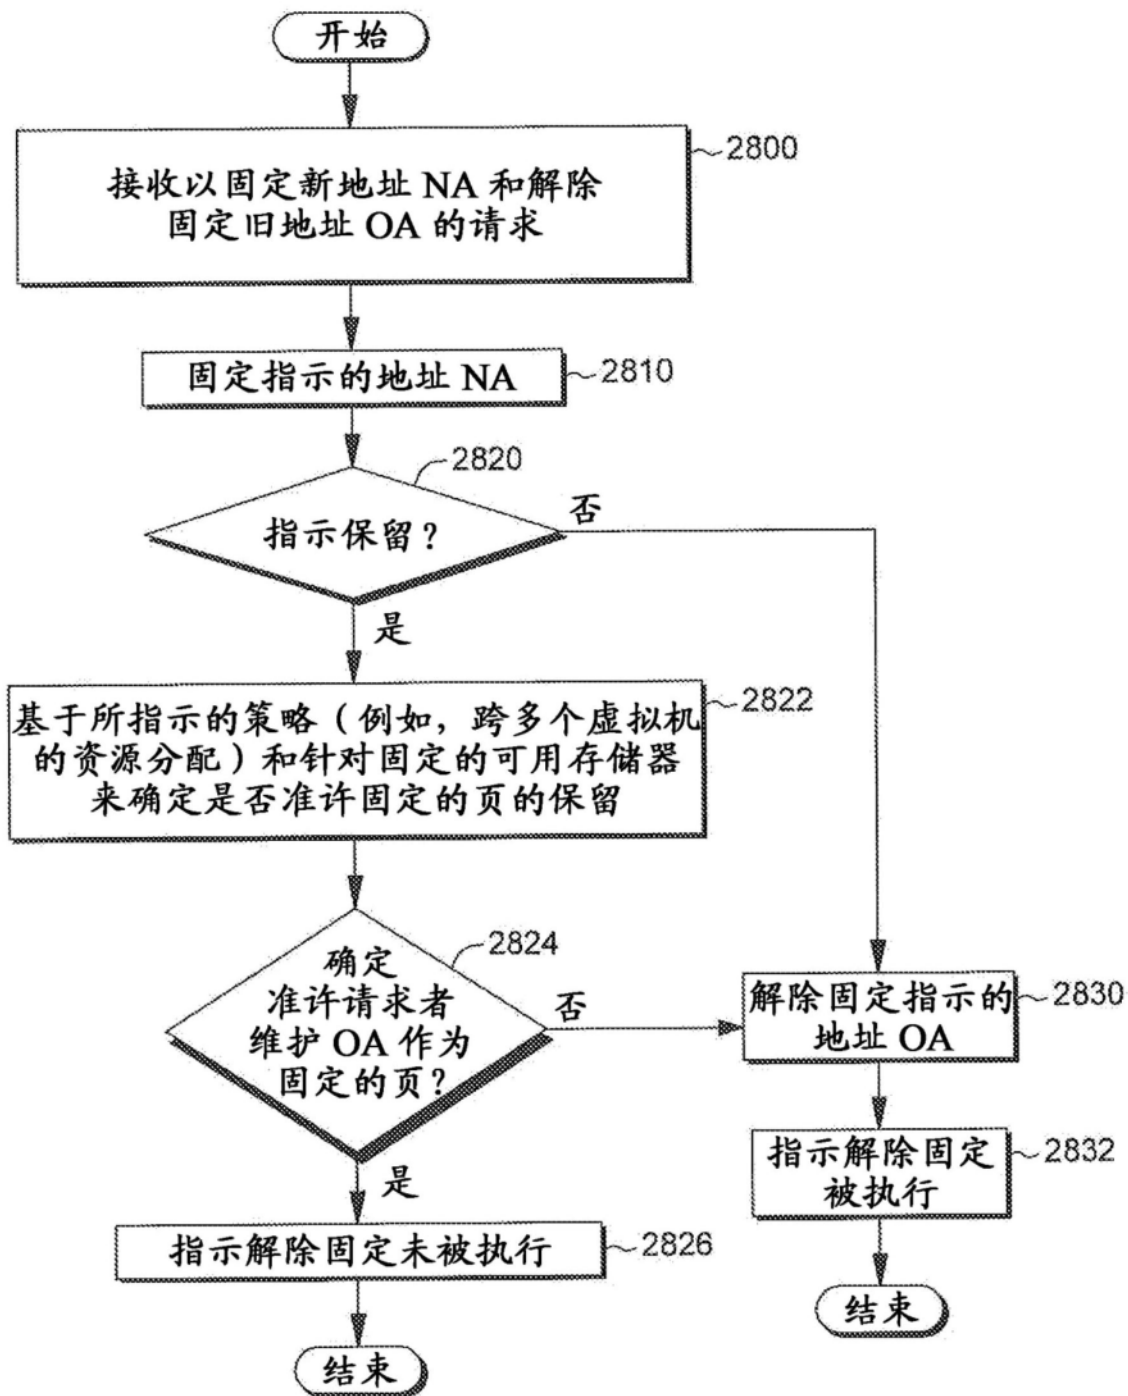 开始
2800
接收以固定新地址 NA 和解除
固定旧地址 OA 的请求
固定指示的地址 NA
2810
2820
指示保留？
否
是
2822
基于所指示的策略（例如，跨多个虚拟机
的资源分配）和针对固定的可用存储器
来确定是否准许固定的页的保留
2824
确定
准许请求者
维护 OA 作为
固定的页？
否
是
解除固定指示的
地址 OA
2830
指示解除固定
被执行
2832
指示解除固定未被执行
2826
结束
结束